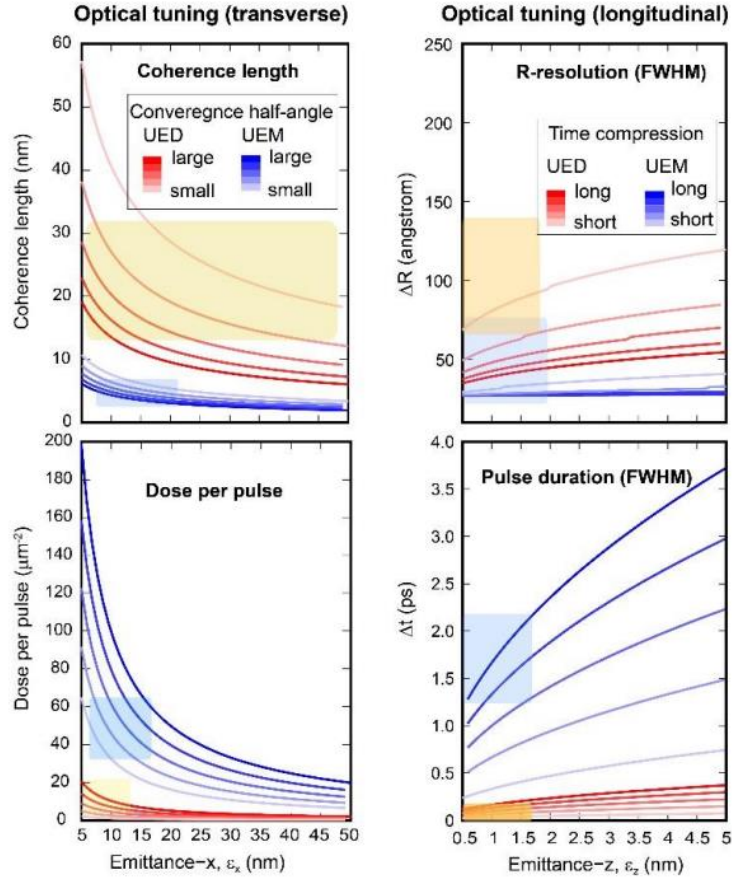 Optical tuning (transverse)
Optical tuning (longitudinal)
60
50
40
30
20
10
0
Coherence length (nm)
Coherence length
Converegnce half-angle
UED UEM
large large
small small
250
200
150
100
50
0
ΔR (angstrom)
R-resolution (FWHM)
Time compression
UED UEM
long long
short short
200
180
160
140
120
100
80
60
40
20
0
Dose per pulse (μm⁻²)
Dose per pulse
5 10 15 20 25 30 35 40 45 50
Emittance-x, εₓ (nm)
4.0
3.5
3.0
2.5
2.0
1.5
1.0
0.5
0
Δt (ps)
Pulse duration (FWHM)
0.5 1 1.5 2 2.5 3 3.5 4 4.5 5
Emittance-z, ε_z (nm)